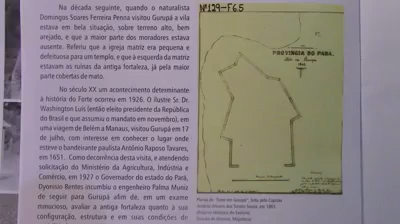 Na década seguinte, quando o naturalista
Domingos Soares Ferreira Penna visitou Gurupá a vila
estava em bela situação, sobre terreno alto, bem
arejado, e que a maior parte dos moradores estava
ausente. Referiu que a igreja matriz era pequena e
defeituosa para um templo, e que à esquerda da matriz
estavam as ruínas da antiga fortaleza, já pela maior
parte cobertas de mato.
No século XX um acontecimento determinante
à história do Forte ocorreu em 1926. O ilustre Sr. Dr.
Washington Luís (então eleito presidente da República
do Brasil e que assumiu o mandato em novembro), em
uma viagem de Belém a Manaus, visitou Gurupá em 17
de julho, com interesse em conhecer o lugar onde
esteve o bandeirante paulista Antônio Raposo Tavares,
em 1651. Como decorrência desta visita, e atendendo
solicitação do Ministério da Agricultura, Indústria e
Comércio, em 1927 o Governador do estado do Pará,
Dyonisio Bentes incumbiu o engenheiro Palma Muniz
de seguir para Gurupá afim de, em um exame
minucioso, avaliar a antiga fortaleza quanto à sua
configuração, estrutura e em suas condições de
Nº129-F6.5
PROVINCIA DO PARÁ.